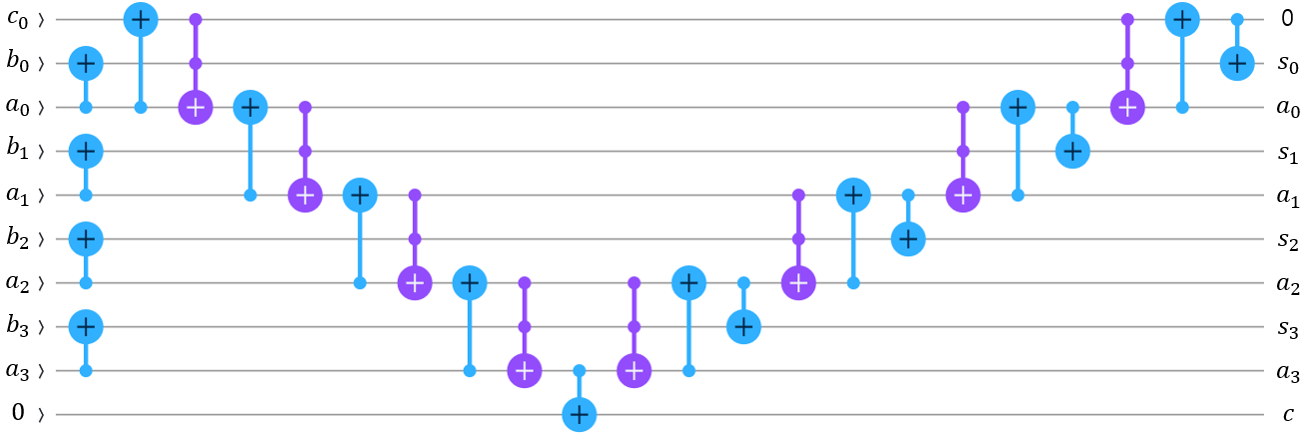 c₀ ⟩ 0
b₀ ⟩ s₀
a₀ ⟩ a₀
b₁ ⟩ s₁
a₁ ⟩ a₁
b₂ ⟩ s₂
a₂ ⟩ a₂
b₃ ⟩ s₃
a₃ ⟩ a₃
0 ⟩ c